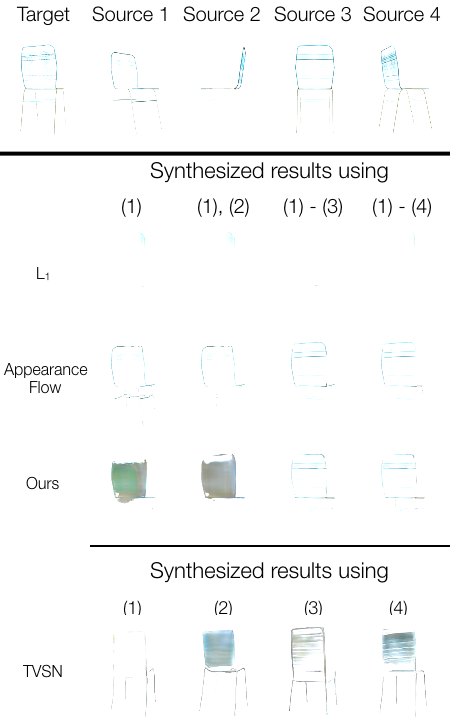 Target Source 1 Source 2 Source 3 Source 4
Synthesized results using
(1) (1), (2) (1) - (3) (1) - (4)
L₁
Appearance
Flow
Ours
Synthesized results using
(1) (2) (3) (4)
TVSN